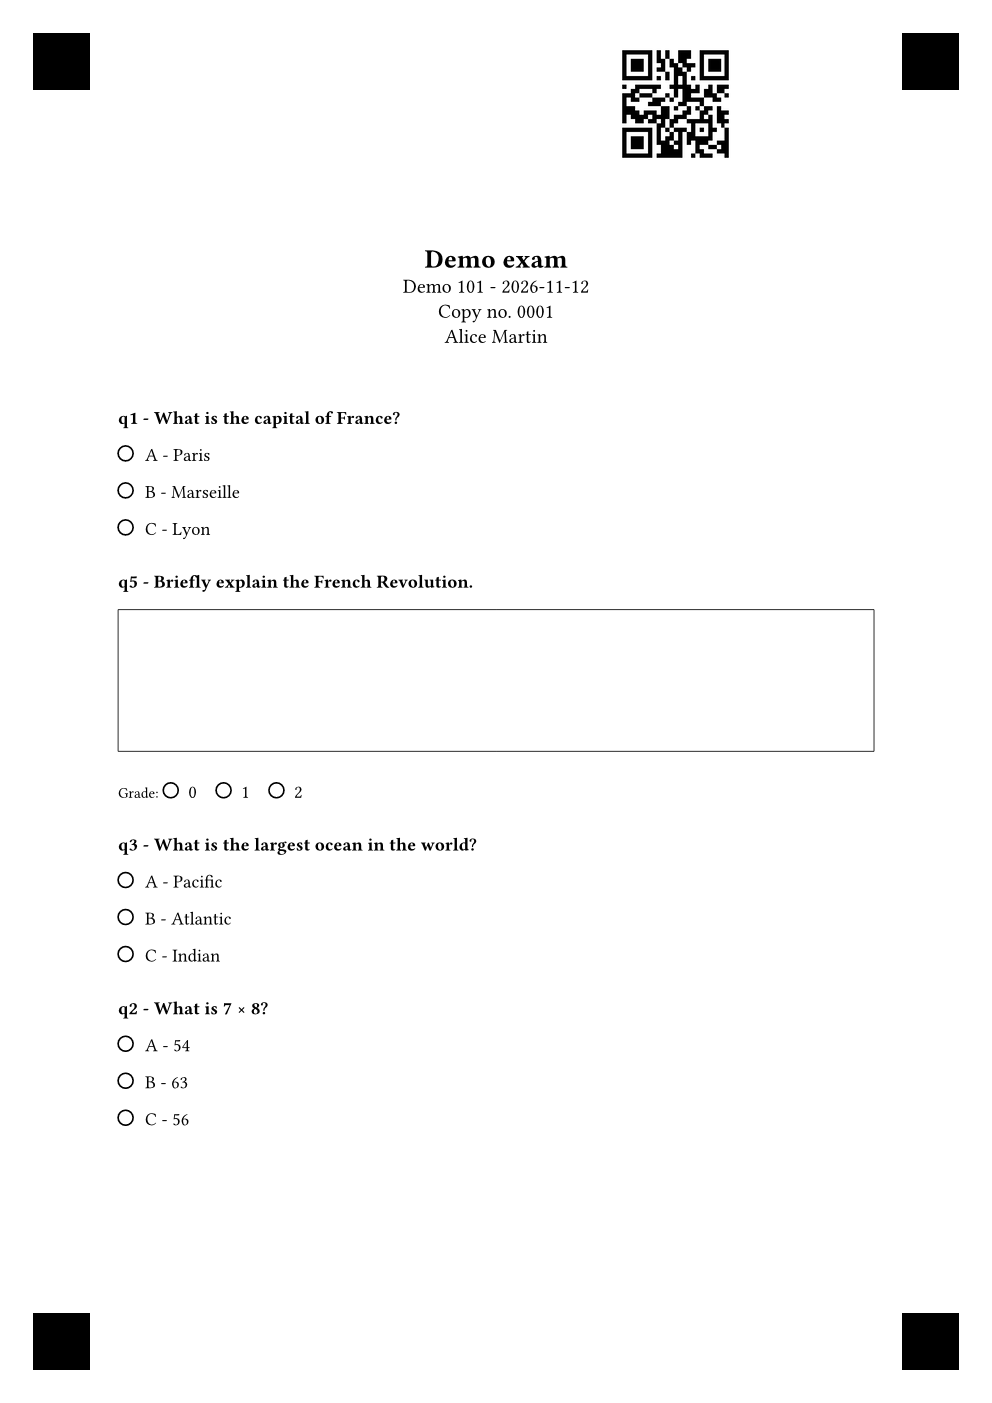 Demo exam
Demo 101 - 2026-11-12
Copy no. 0001
Alice Martin
q1 - What is the capital of France?
A - Paris
B - Marseille
C - Lyon
q5 - Briefly explain the French Revolution.
Grade: 0 1 2
q3 - What is the largest ocean in the world?
A - Pacific
B - Atlantic
C - Indian
q2 - What is 7 × 8?
A - 54
B - 63
C - 56